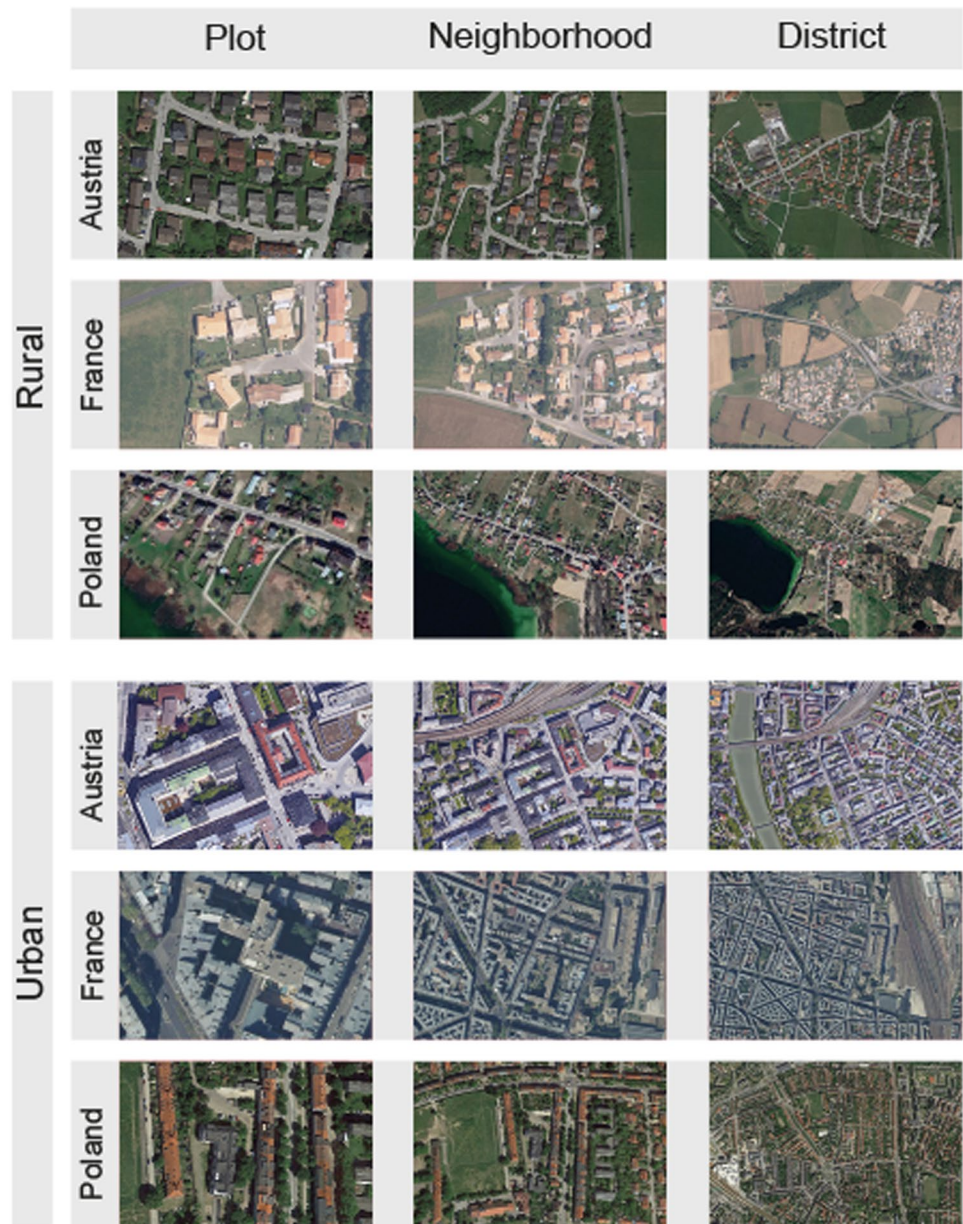 Plot Neighborhood District
Rural
Austria
France
Poland
Urban
Austria
France
Poland